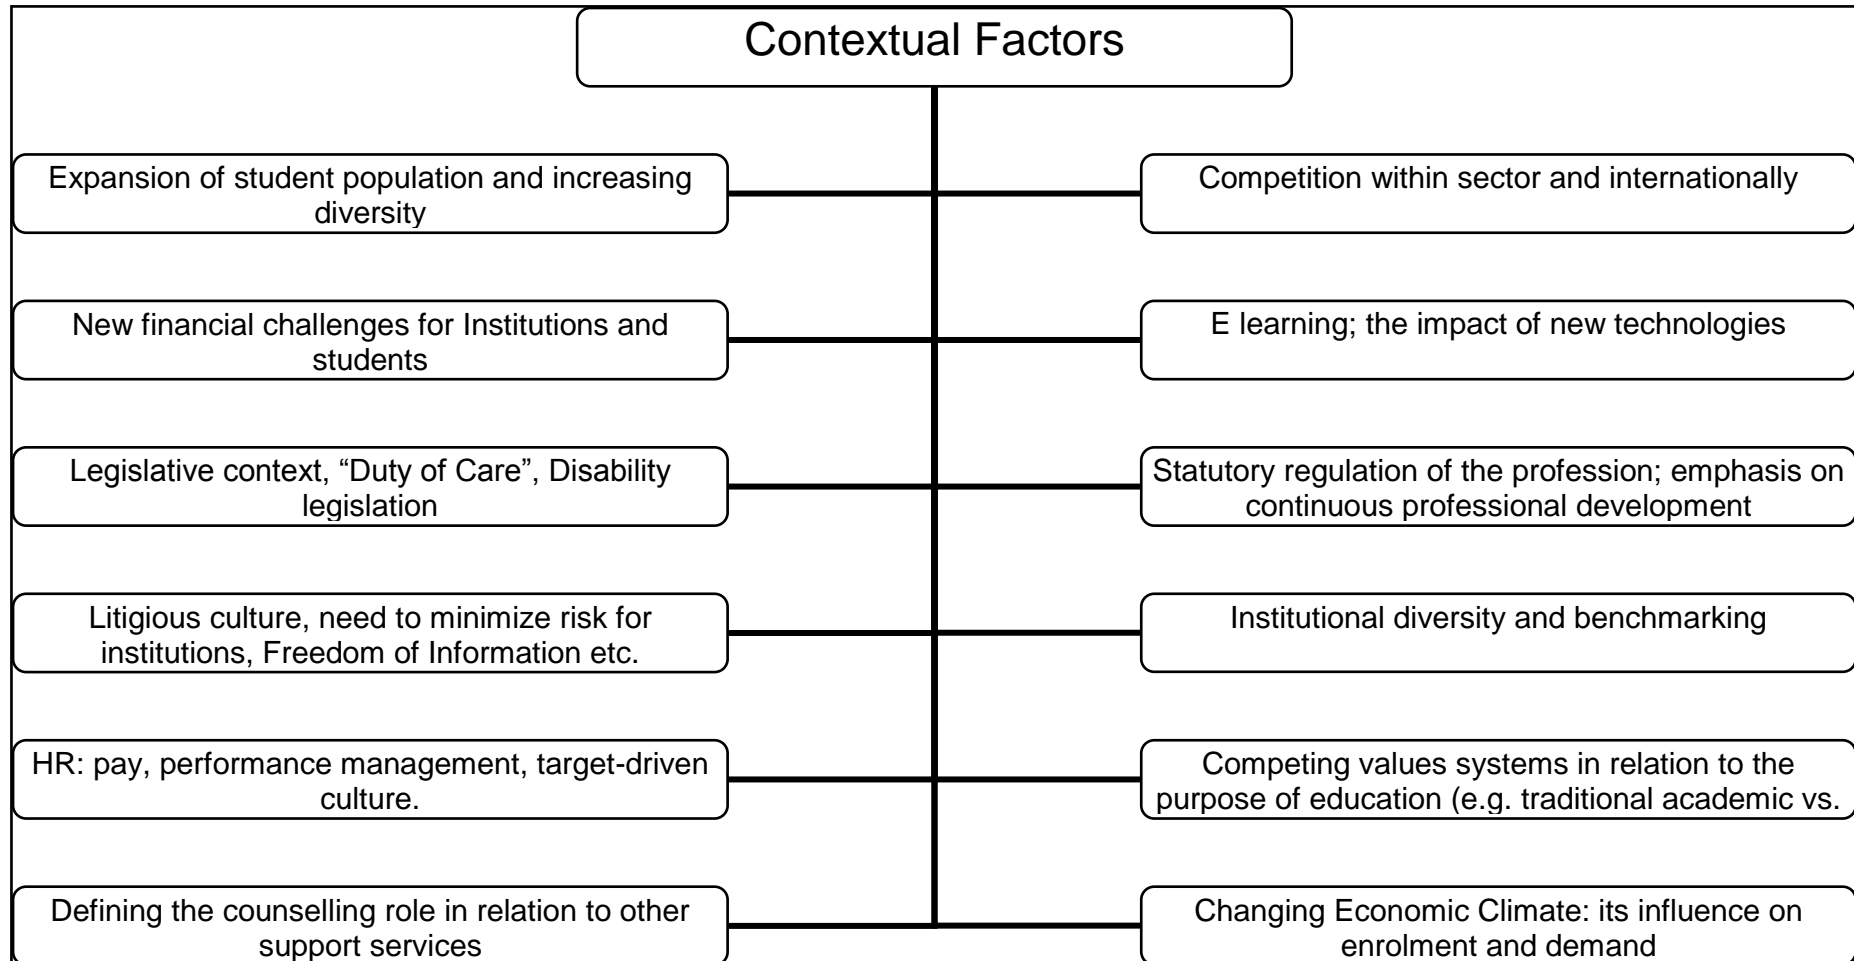 Contextual Factors
Expansion of student population and increasing
diversity
Competition within sector and internationally
New financial challenges for Institutions and
students
E learning; the impact of new technologies
Legislative context, “Duty of Care”, Disability
legislation
Statutory regulation of the profession; emphasis on
continuous professional development
Litigious culture, need to minimize risk for
institutions, Freedom of Information etc.
Institutional diversity and benchmarking
HR: pay, performance management, target-driven
culture.
Competing values systems in relation to the
purpose of education (e.g. traditional academic vs.
Defining the counselling role in relation to other
support services
Changing Economic Climate: its influence on
enrolment and demand